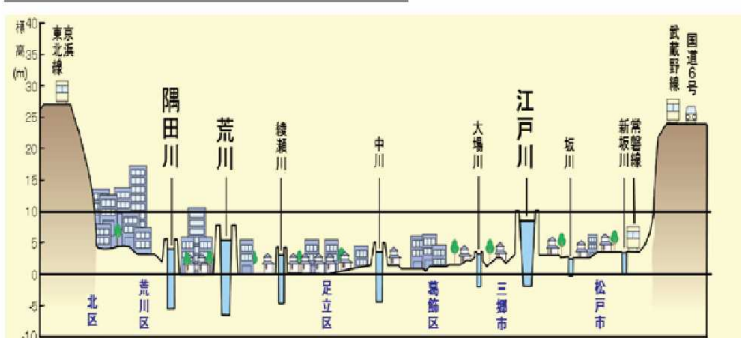 標高(m)
40
35
30
25
20
15
10
5
0
-5
-10
京浜
東北線
隅田川
荒川
綾瀬川
中川
大場川
江戸川
坂川
新坂川
常磐線
武蔵野線
国道6号
北区
荒川区
足立区
葛飾区
三郷市
松戸市